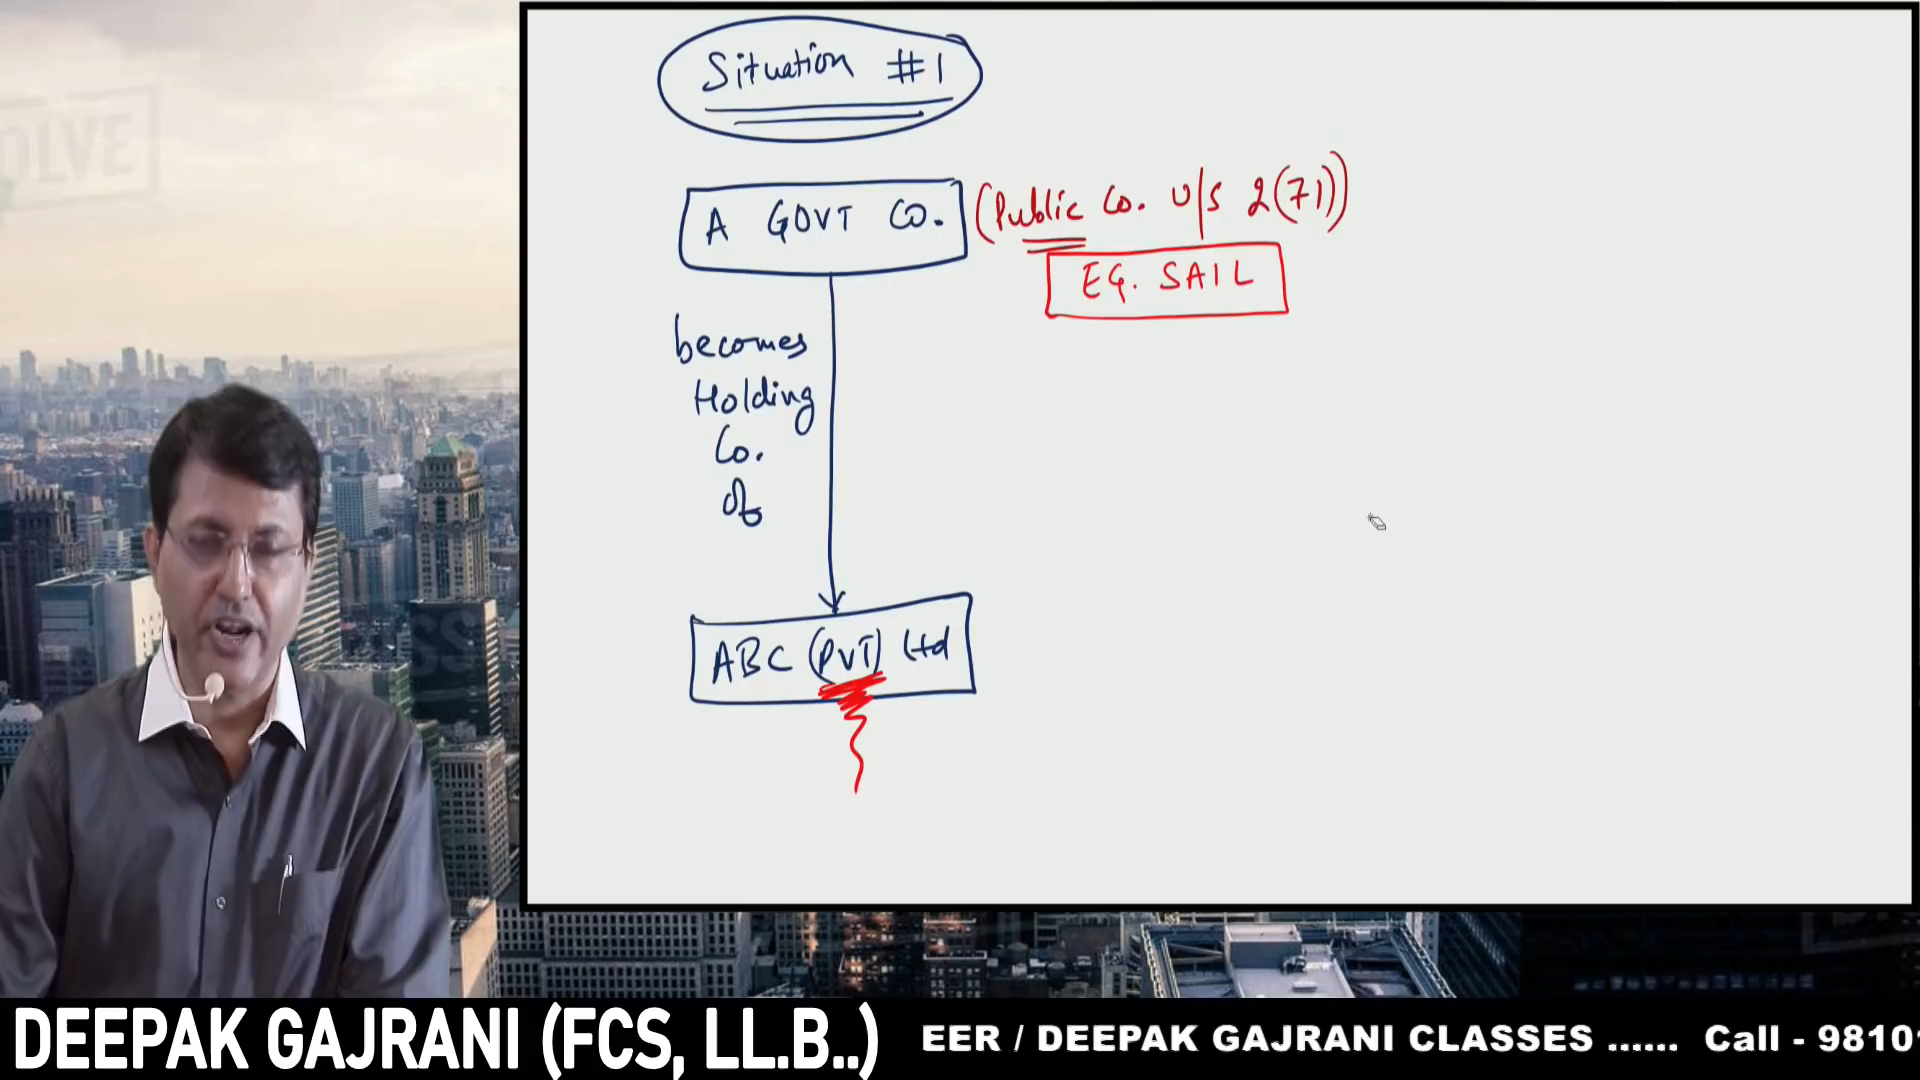 Situation #1
A GOVT CO. (Public Co. U/S 2(71))
EG. SAIL
becomes
Holding
Co.
of
ABC (PVT) Ltd
OLVE
DEEPAK GAJRANI (FCS, LL.B..)
EER / DEEPAK GAJRANI CLASSES ...... Call - 9810